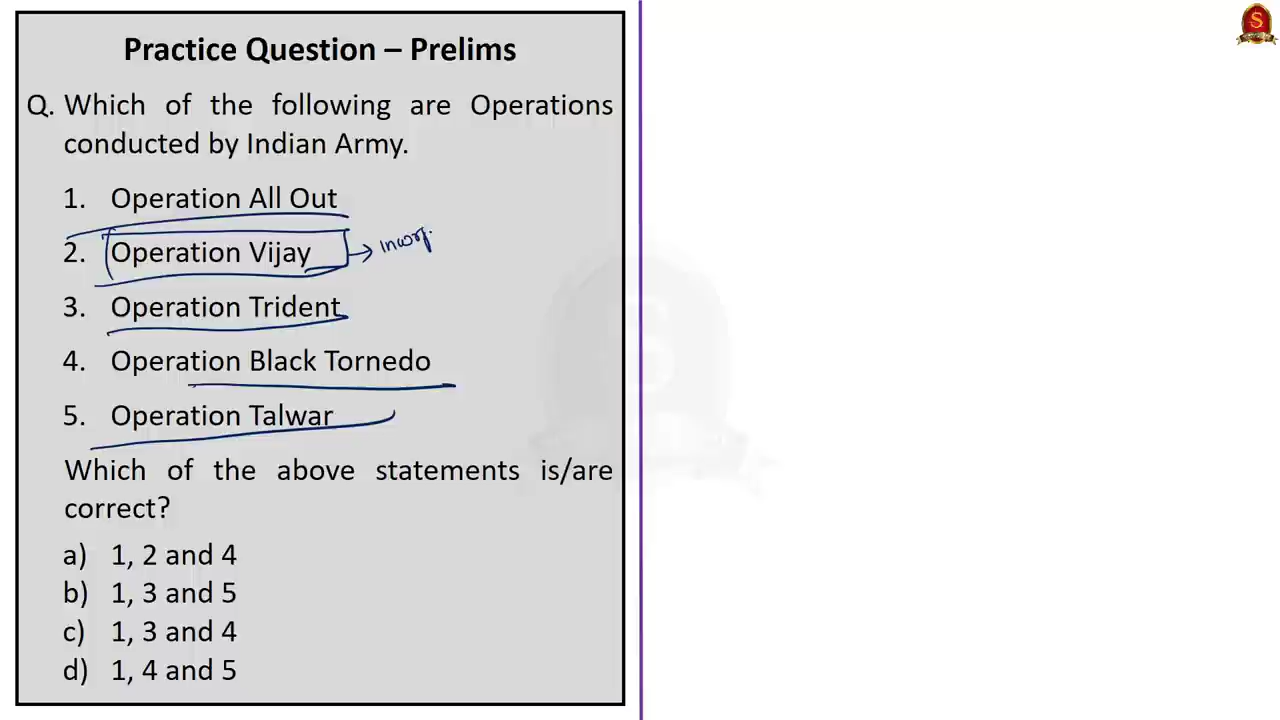 Practice Question – Prelims
Q. Which of the following are Operations
conducted by Indian Army.
1. Operation All Out
2. Operation Vijay
3. Operation Trident
4. Operation Black Tornedo
5. Operation Talwar
Which of the above statements is/are
correct?
a) 1, 2 and 4
b) 1, 3 and 5
c) 1, 3 and 4
d) 1, 4 and 5
S